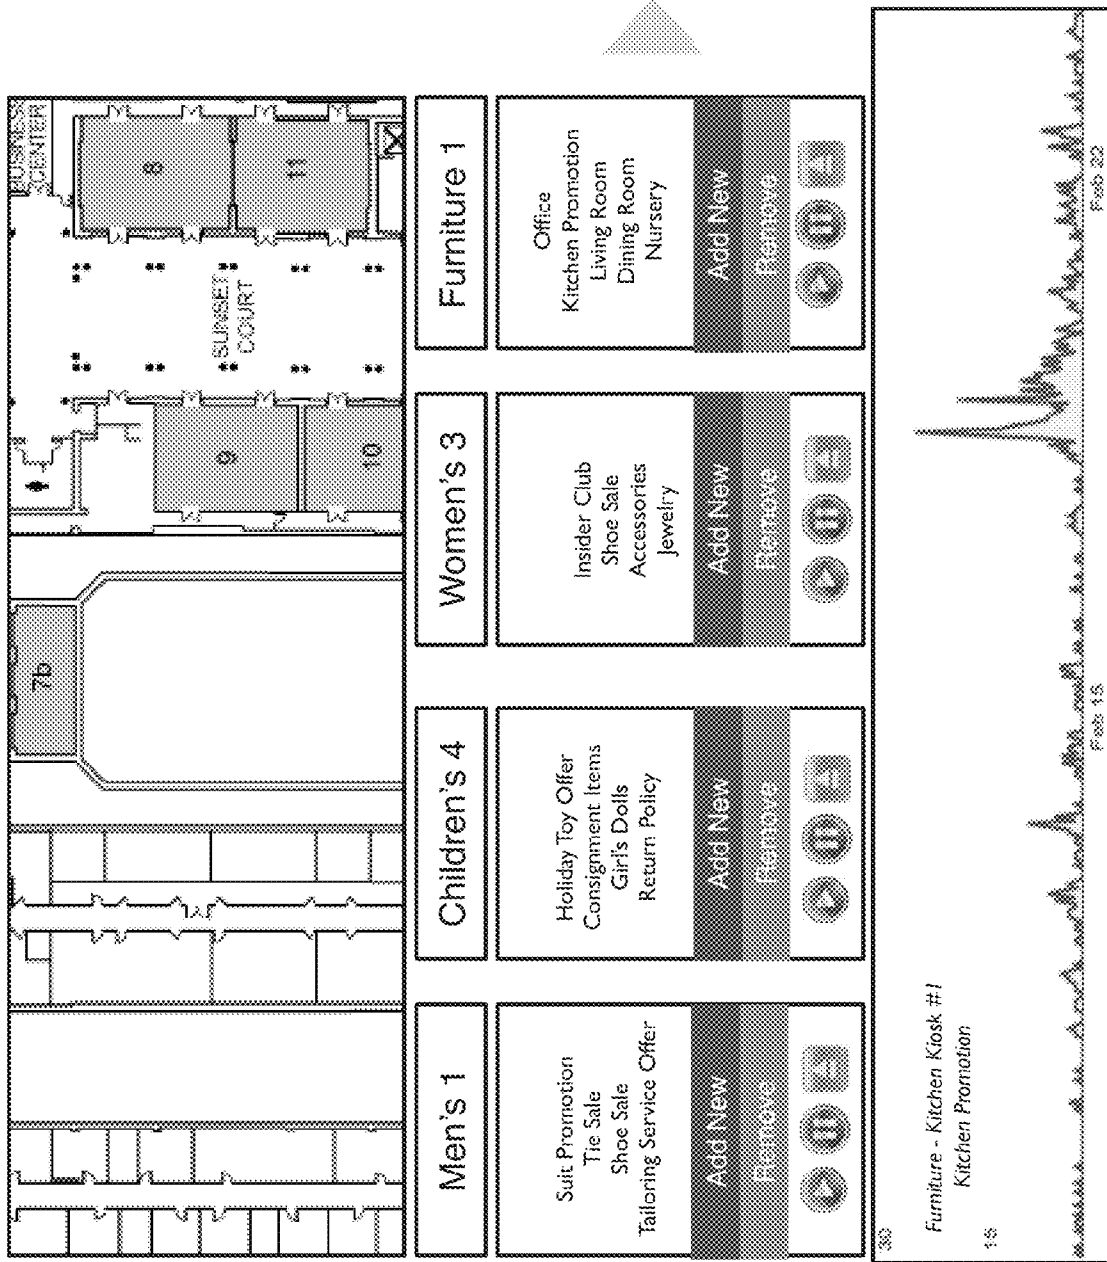 BUSINESS
CENTER
7b
9
10
8
11
SUNSET
COURT
Men's 1
Suit Promotion
Tie Sale
Shoe Sale
Tailoring Service Offer
Add New
Remove
Children's 4
Holiday Toy Offer
Consignment Items
Girl's Dolls
Return Policy
Add New
Remove
Women's 3
Insider Club
Shoe Sale
Accessories
Jewelry
Add New
Remove
Furniture 1
Office
Kitchen Promotion
Living Room
Dining Room
Nursery
Add New
Remove
30
Furniture - Kitchen Kiosk #1
Kitchen Promotion
15
Feb 15
Feb 22